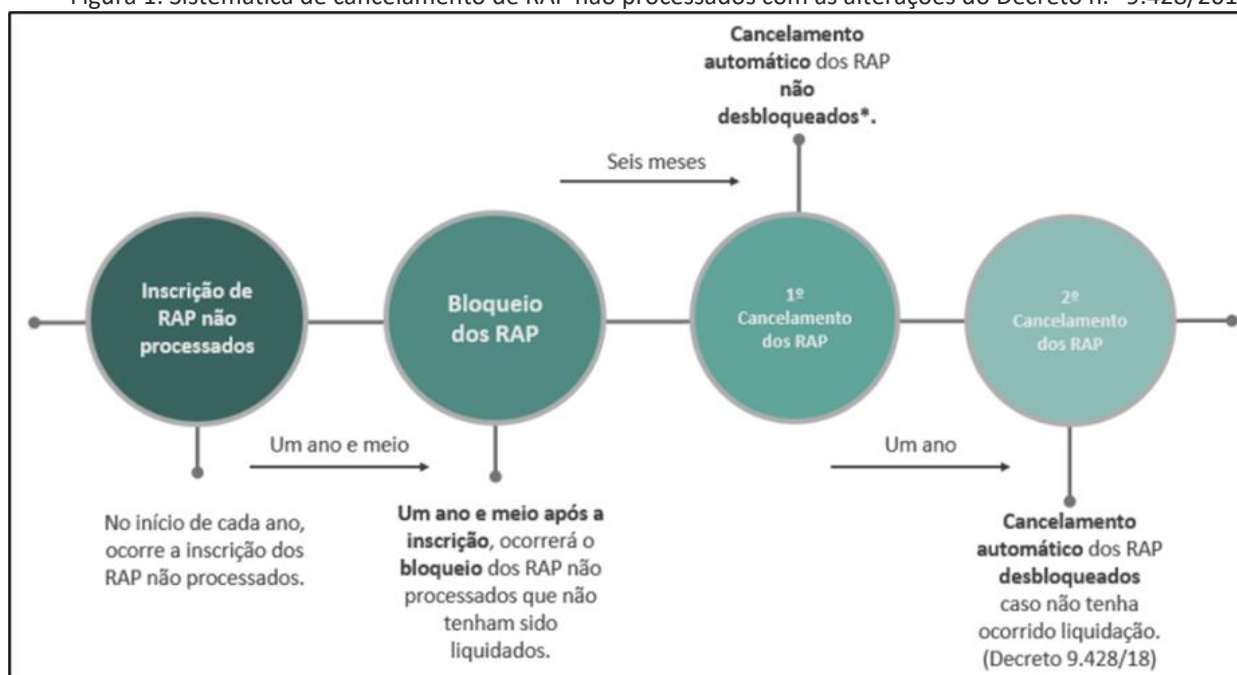 Figura 1. Sistemática de cancelamento de RAP não processados com as alterações do Decreto n.º 9.428/201
Cancelamento
automático dos RAP
não
desbloqueados*.
Seis meses
Inscrição de
RAP não
processados
Bloqueio
dos RAP
1º
Cancelamento
dos RAP
2º
Cancelamento
dos RAP
Um ano e meio
Um ano
No início de cada ano,
ocorre a inscrição dos
RAP não processados.
Um ano e meio após a
inscrição, ocorrerá o
bloqueio dos RAP não
processados que não
tenham sido
liquidados.
Cancelamento
automático dos RAP
desbloqueados
caso não tenha
ocorrido liquidação.
(Decreto 9.428/18)